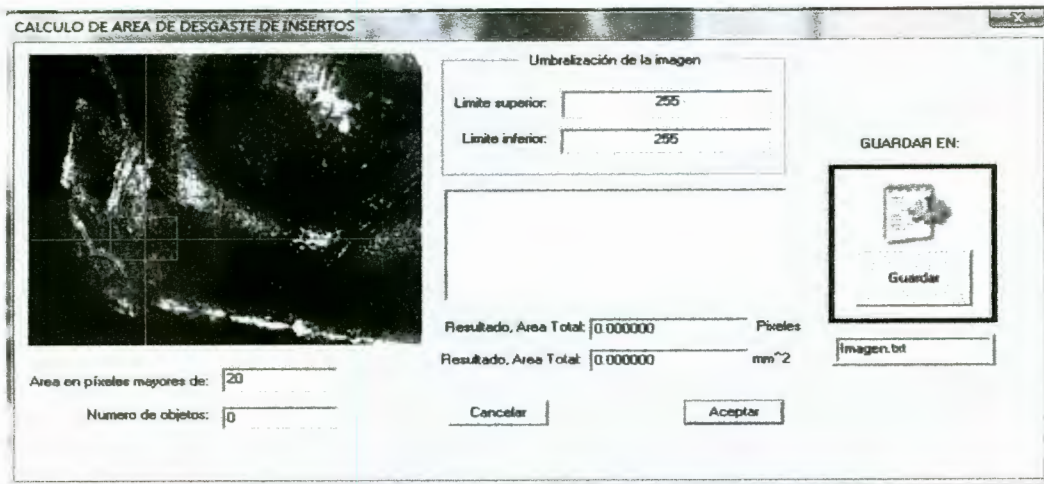 CALCULO DE AREA DE DESGASTE DE INSERTOS
Umbralización de la imagen
Limite superior: 255
Limite inferior: 255
GUARDAR EN:
Guardar
Resultado, Area Total: 0.000000 Pixeles
Resultado, Area Total: 0.000000 mm^2
Imagen.txt
Area en píxeles mayores de: 20
Numero de objetos: 0
Cancelar
Aceptar